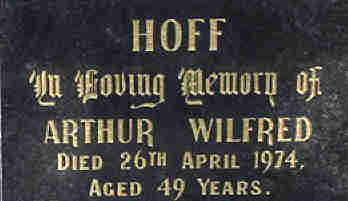 HOFF
In Loving Memory of
ARTHUR WILFRED
DIED 26TH APRIL 1974.
AGED 49 YEARS.